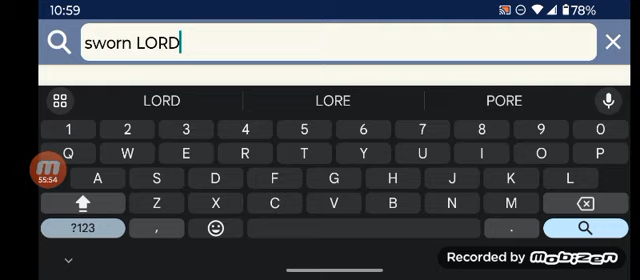 10:59 78%
sworn LORD
LORD LORE PORE
1 2 3 4 5 6 7 8 9 0
Q W E R T Y U I O P
A S D F G H J K L
55:54
Z X C V B N M
?123 , .
Recorded by mobizen